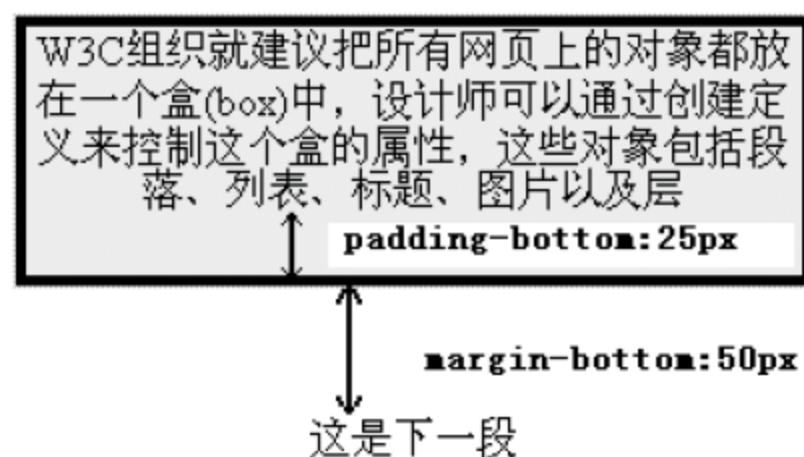 W3C组织就建议把所有网页上的对象都放
在一个盒(box)中，设计师可以通过创建定
义来控制这个盒的属性，这些对象包括段
落、列表、标题、图片以及层
padding-bottom:25px
margin-bottom:50px
这是下一段